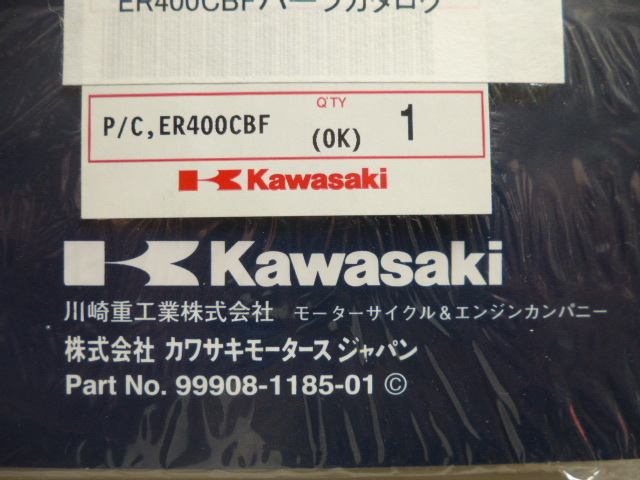 ER400CBFパーツカタログ
Q'TY
P/C,ER400CBF (OK) 1
Kawasaki
Kawasaki
川崎重工業株式会社 モーターサイクル&エンジンカンパニー
株式会社 カワサキモータース ジャパン
Part No. 99908-1185-01 ©